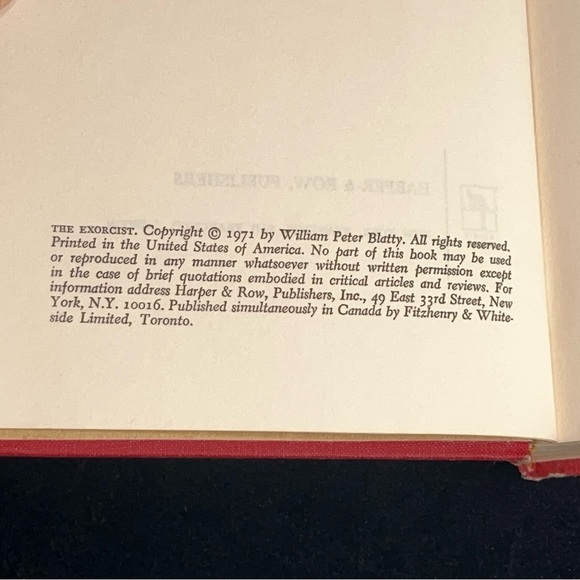 HARPER & ROW, PUBLISHERS
THE EXORCIST. Copyright © 1971 by William Peter Blatty. All rights reserved.
Printed in the United States of America. No part of this book may be used
or reproduced in any manner whatsoever without written permission except
in the case of brief quotations embodied in critical articles and reviews. For
information address Harper & Row, Publishers, Inc., 49 East 33rd Street, New
York, N.Y. 10016. Published simultaneously in Canada by Fitzhenry & White-
side Limited, Toronto.